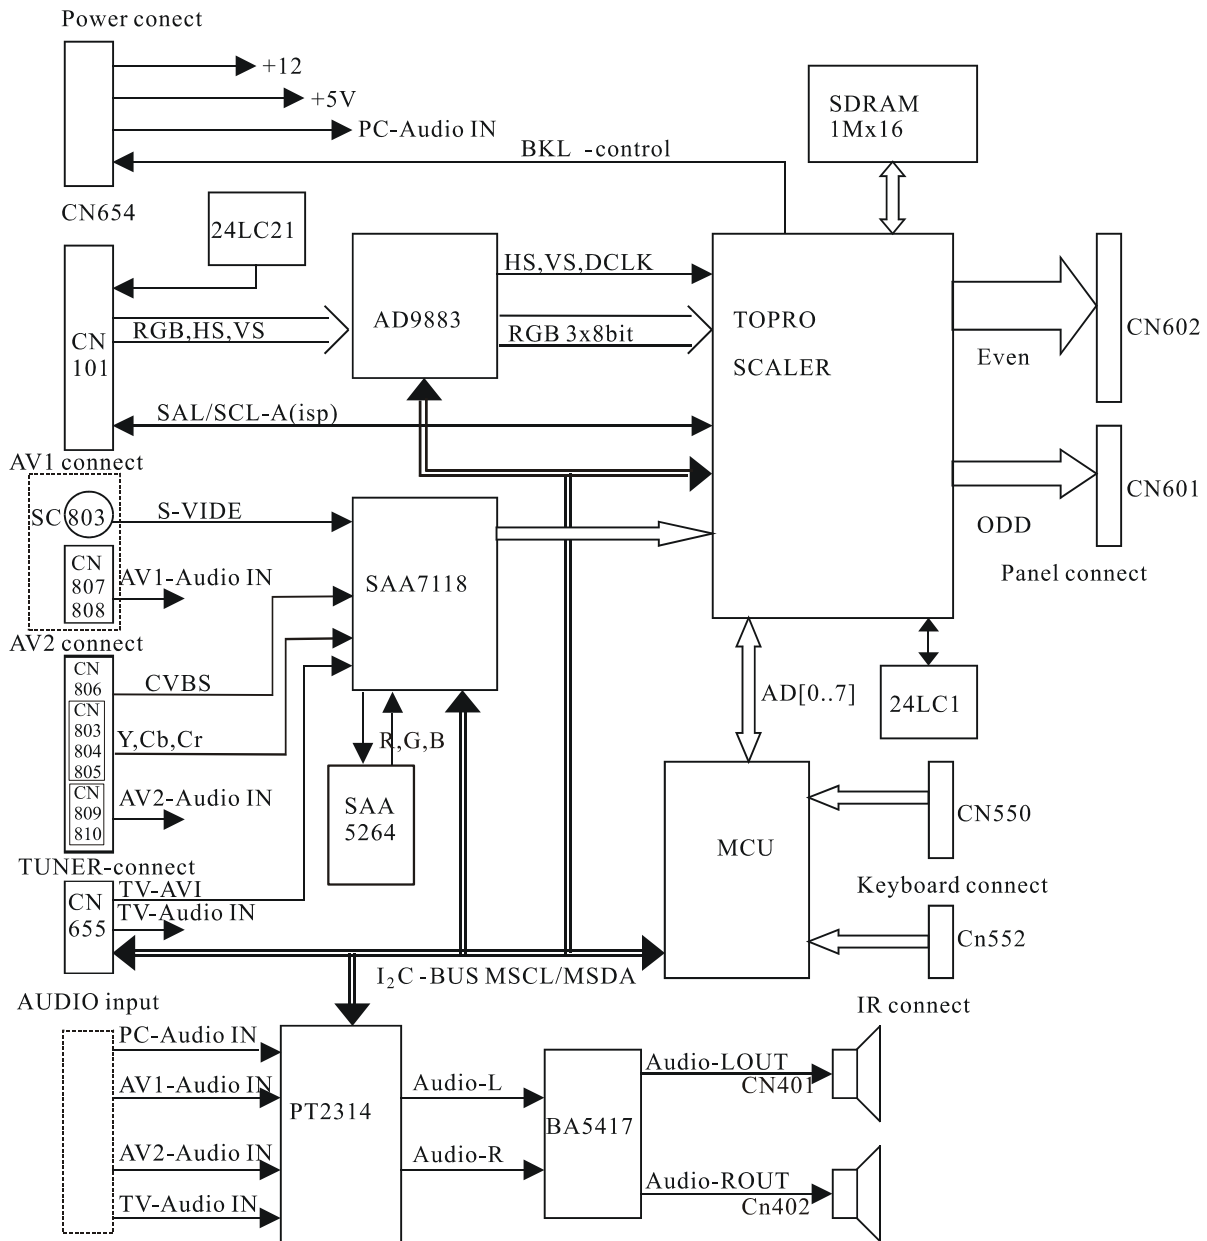 Power conect
+12
+5V
PC-Audio IN
BKL -control
CN654
SDRAM
1Mx16
24LC21
HS,VS,DCLK
AD9883
RGB 3x8bit
CN
101
RGB,HS,VS
TOPRO
SCALER
CN602
Even
SAL/SCL-A(isp)
AV1 connect
CN601
ODD
Panel connect
SC 803
S-VIDE
CN
807
808
AV1-Audio IN
SAA7118
AV2 connect
CN
806
CVBS
CN
803
804
805
Y,Cb,Cr
CN
809
810
AV2-Audio IN
R,G,B
SAA
5264
AD[0..7]
24LC1
MCU
CN550
Keyboard connect
Cn552
IR connect
TUNER-connect
CN
655
TV-AVI
TV-Audio IN
I2C-BUS MSCL/MSDA
AUDIO input
PC-Audio IN
AV1-Audio IN
AV2-Audio IN
TV-Audio IN
PT2314
Audio-L
Audio-R
BA5417
Audio-LOUT
CN401
Audio-ROUT
Cn402